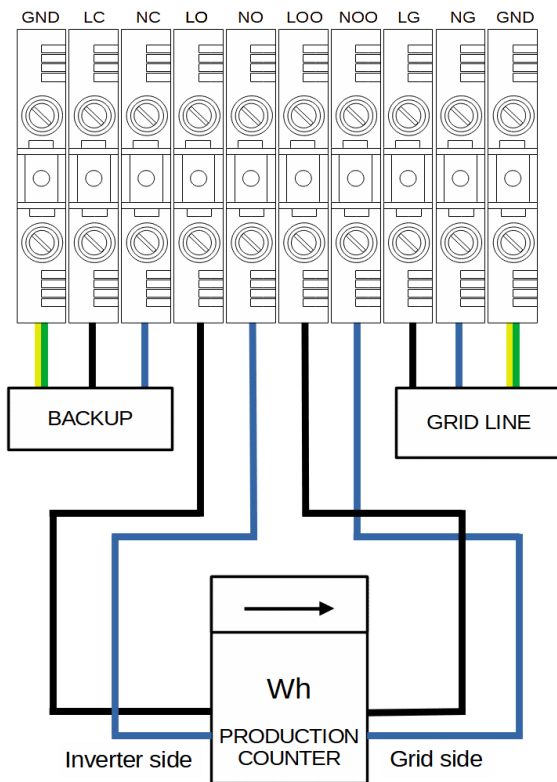 GND LC NC LO NO LOO NOO LG NG GND
BACKUP
GRID LINE
Wh
PRODUCTION
COUNTER
Inverter side
Grid side